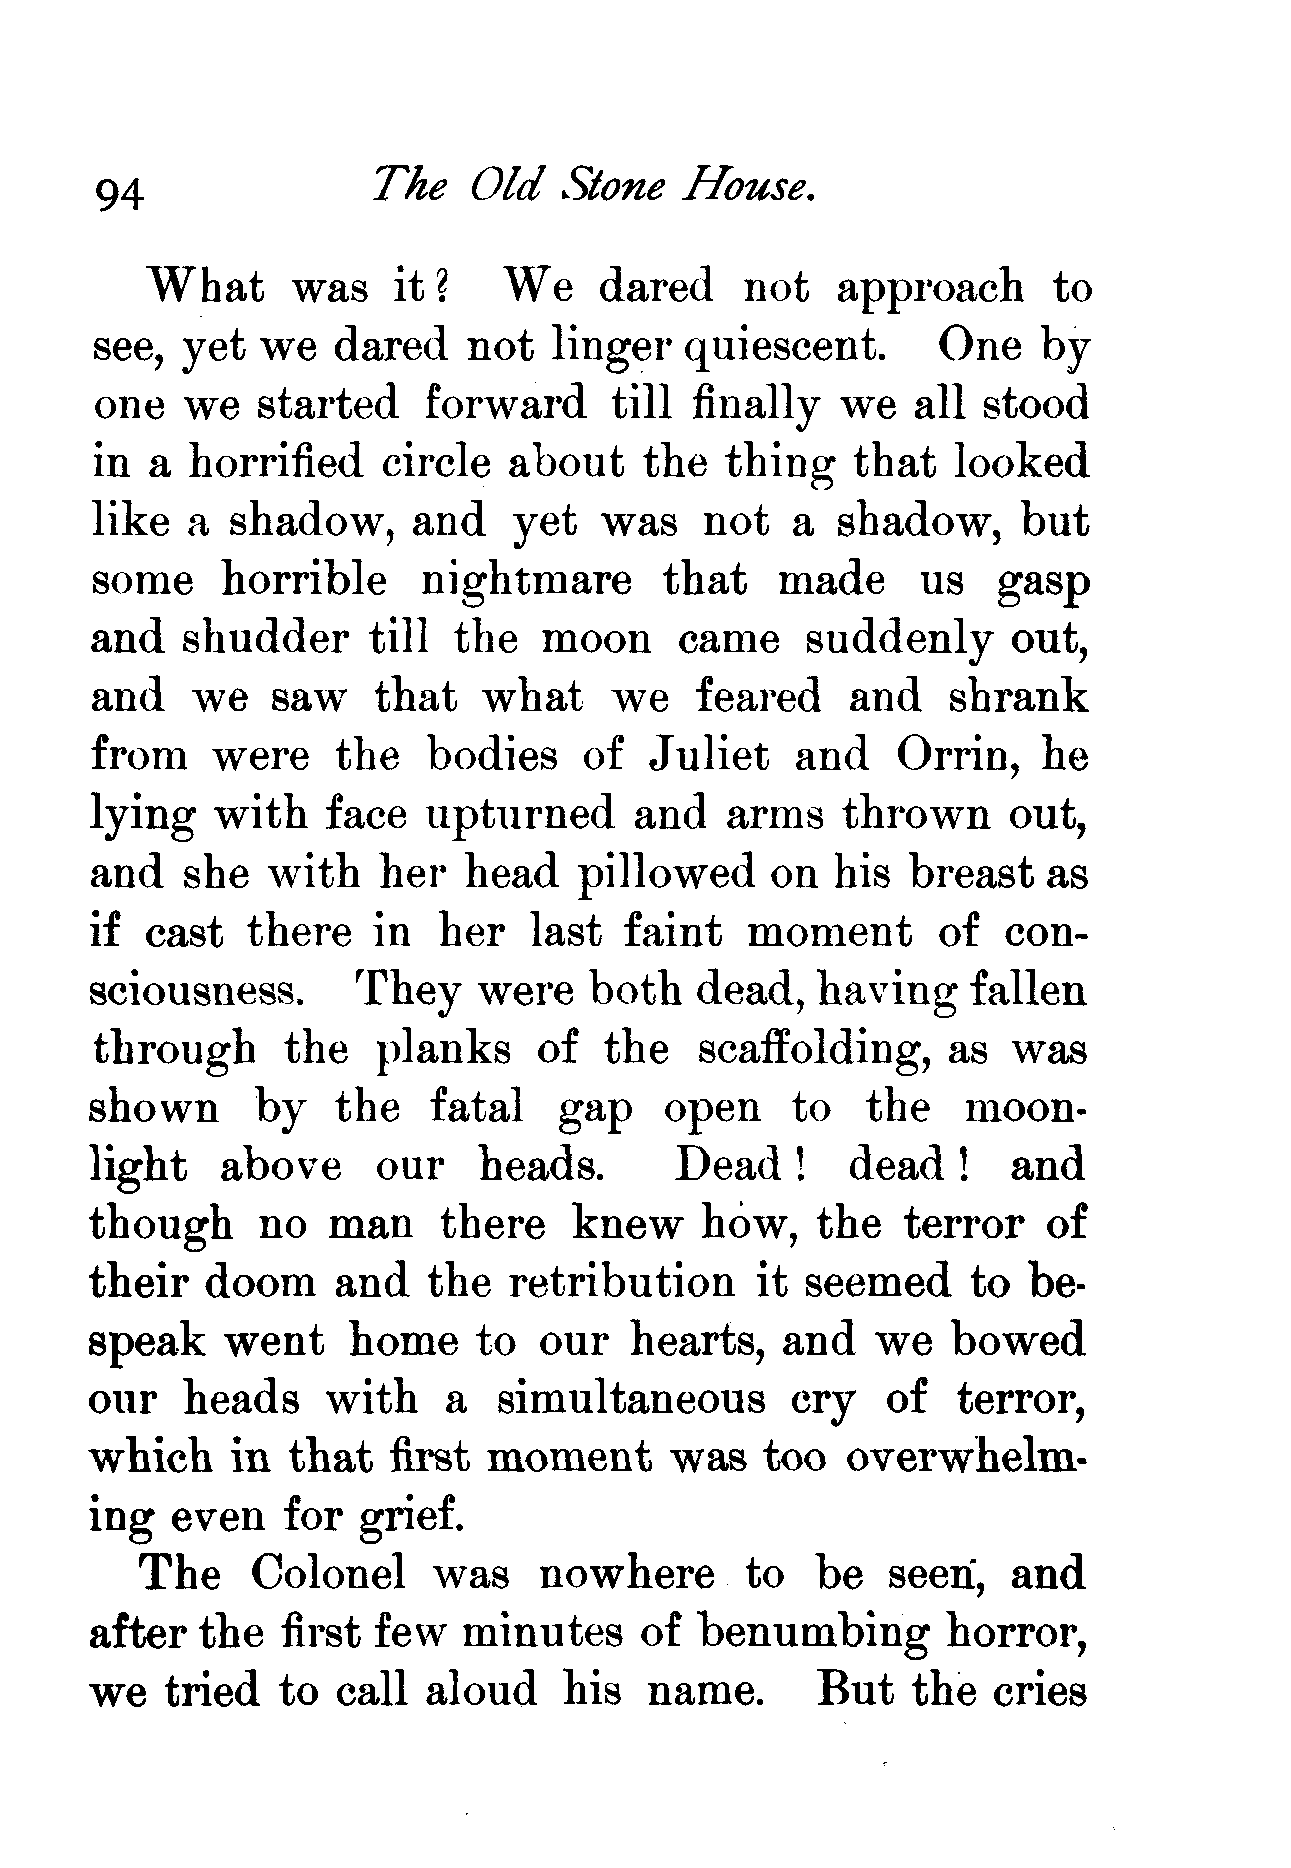 94 The Old Stone House.
What was it? We dared not approach to
see, yet we dared not linger quiescent. One by
one we started forward till finally we all stood
in a horrified circle about the thing that looked
like a shadow, and yet was not a shadow, but
some horrible nightmare that made us gasp
and shudder till the moon came suddenly out,
and we saw that what we feared and shrank
from were the bodies of Juliet and Orrin, he
lying with face upturned and arms thrown out,
and she with her head pillowed on his breast as
if cast there in her last faint moment of con-
sciousness. They were both dead, having fallen
through the planks of the scaffolding, as was
shown by the fatal gap open to the moon-
light above our heads. Dead! dead! and
though no man there knew how, the terror of
their doom and the retribution it seemed to be-
speak went home to our hearts, and we bowed
our heads with a simultaneous cry of terror,
which in that first moment was too overwhelm-
ing even for grief.
The Colonel was nowhere to be seen, and
after the first few minutes of benumbing horror,
we tried to call aloud his name. But the cries